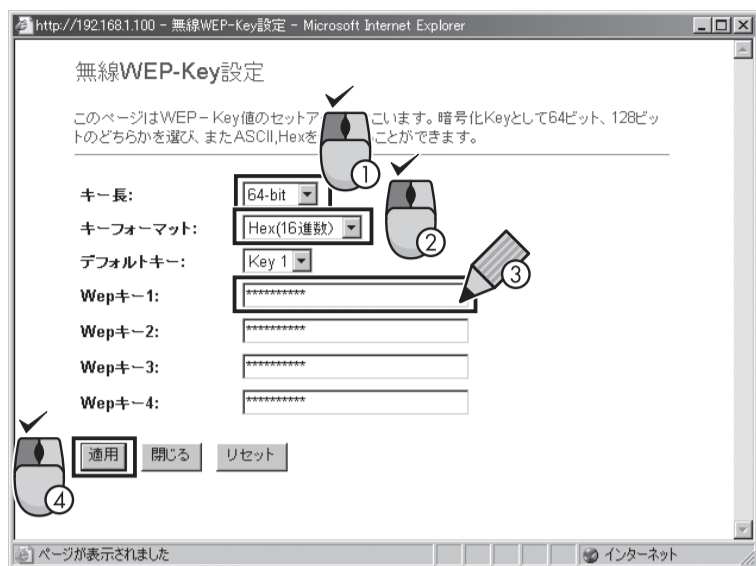 http://192.168.1.100 - 無線WEP-Key設定 - Microsoft Internet Explorer
無線WEP-Key設定
このページはWEP-Key値のセットア こいます。暗号化Keyとして64ビット、128ビッ
トのどちらかを選び、またASCII,Hexを ことができます。
キー長: 64-bit
①
キーフォーマット: Hex(16進数)
②
デフォルトキー: Key 1
③
Wepキー1: **********
Wepキー2: **********
Wepキー3: **********
Wepキー4: **********
適用 閉じる リセット
④
ページが表示されました インターネット